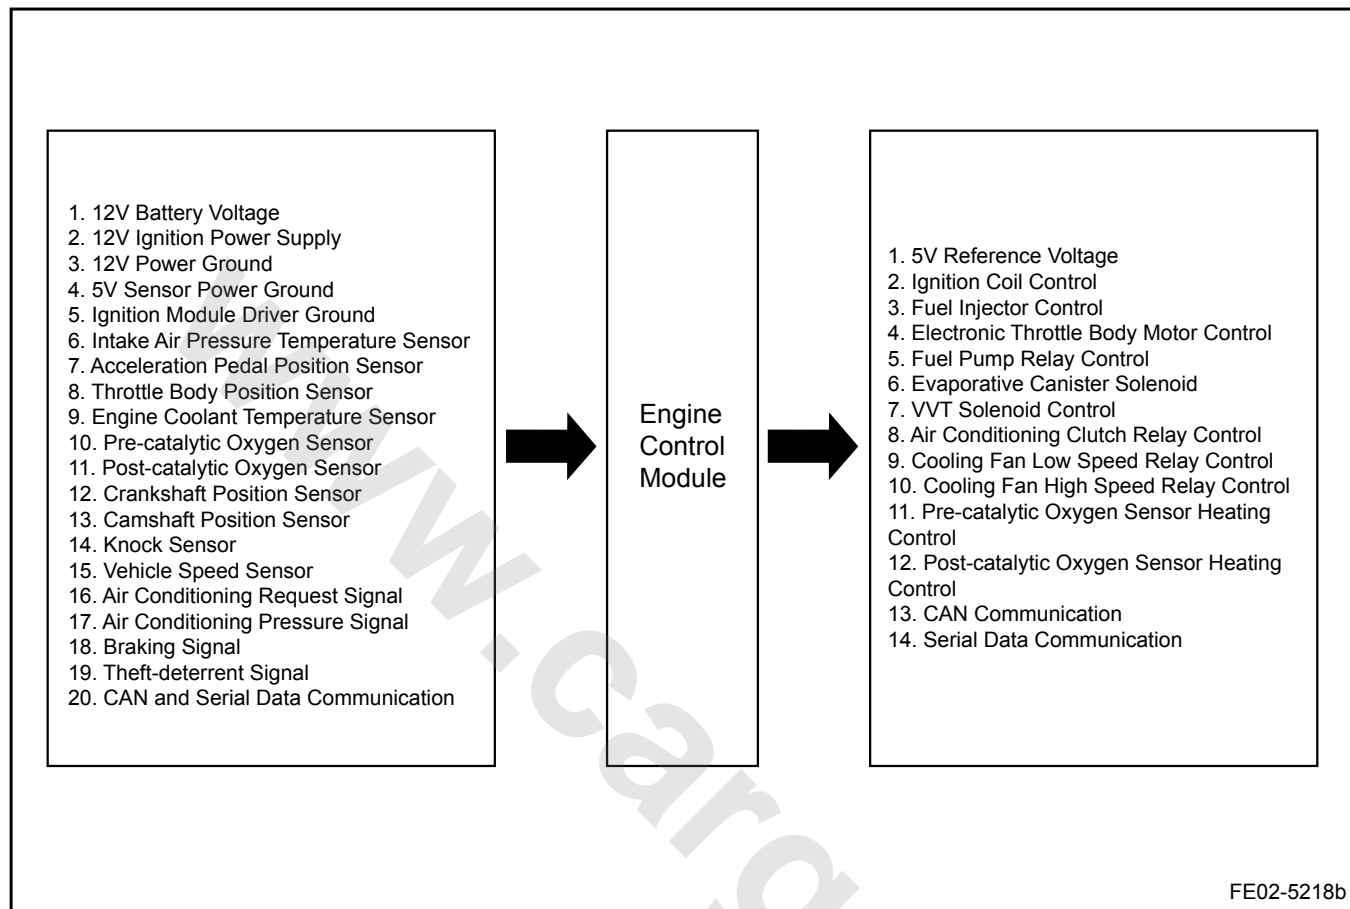 1. 12V Battery Voltage
2. 12V Ignition Power Supply
3. 12V Power Ground
4. 5V Sensor Power Ground
5. Ignition Module Driver Ground
6. Intake Air Pressure Temperature Sensor
7. Acceleration Pedal Position Sensor
8. Throttle Body Position Sensor
9. Engine Coolant Temperature Sensor
10. Pre-catalytic Oxygen Sensor
11. Post-catalytic Oxygen Sensor
12. Crankshaft Position Sensor
13. Camshaft Position Sensor
14. Knock Sensor
15. Vehicle Speed Sensor
16. Air Conditioning Request Signal
17. Air Conditioning Pressure Signal
18. Braking Signal
19. Theft-deterrent Signal
20. CAN and Serial Data Communication
Engine
Control
Module
1. 5V Reference Voltage
2. Ignition Coil Control
3. Fuel Injector Control
4. Electronic Throttle Body Motor Control
5. Fuel Pump Relay Control
6. Evaporative Canister Solenoid
7. VVT Solenoid Control
8. Air Conditioning Clutch Relay Control
9. Cooling Fan Low Speed Relay Control
10. Cooling Fan High Speed Relay Control
11. Pre-catalytic Oxygen Sensor Heating
Control
12. Post-catalytic Oxygen Sensor Heating
Control
13. CAN Communication
14. Serial Data Communication
FE02-5218b